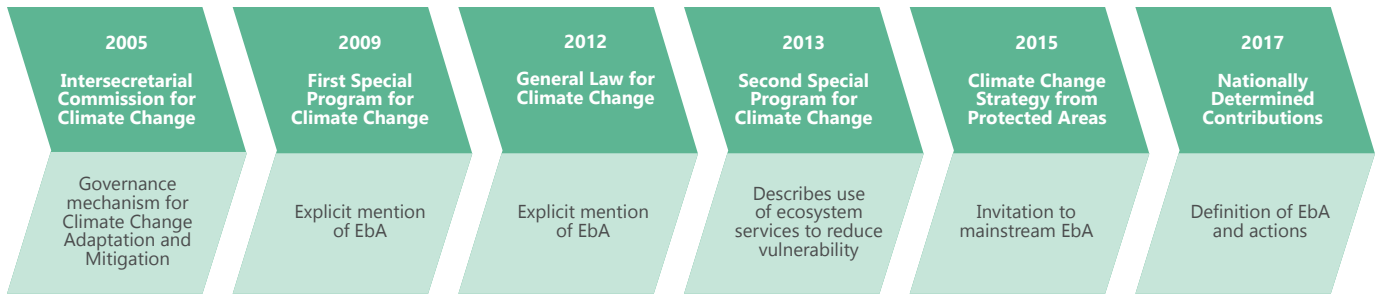 2005
Intersecretarial
Commission for
Climate Change
Governance
mechanism for
Climate Change
Adaptation and
Mitigation
2009
First Special
Program for
Climate Change
Explicit mention
of EbA
2012
General Law for
Climate Change
Explicit mention
of EbA
2013
Second Special
Program for
Climate Change
Describes use
of ecosystem
services to reduce
vulnerability
2015
Climate Change
Strategy from
Protected Areas
Invitation to
mainstream EbA
2017
Nationally
Determined
Contributions
Definition of EbA
and actions